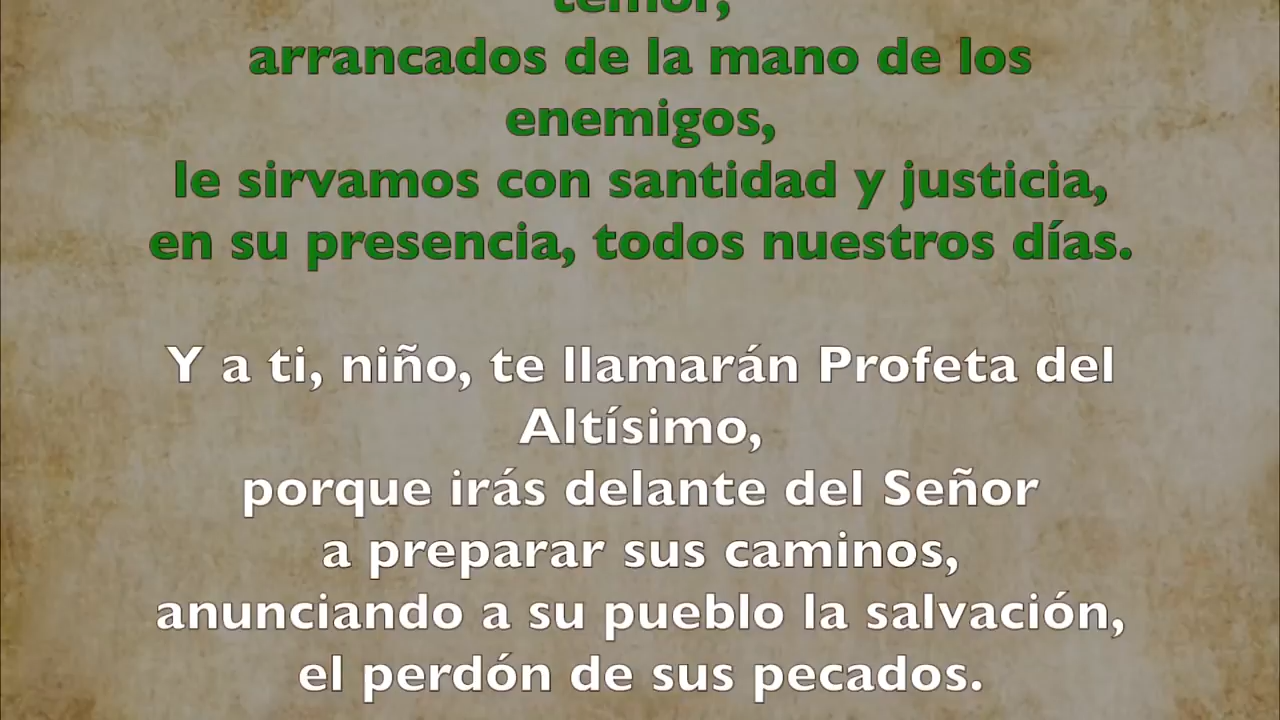 temor,
arrancados de la mano de los
enemigos,
le sirvamos con santidad y justicia,
en su presencia, todos nuestros días.
Y a ti, niño, te llamarán Profeta del
Altísimo,
porque irás delante del Señor
a preparar sus caminos,
anunciando a su pueblo la salvación,
el perdón de sus pecados.